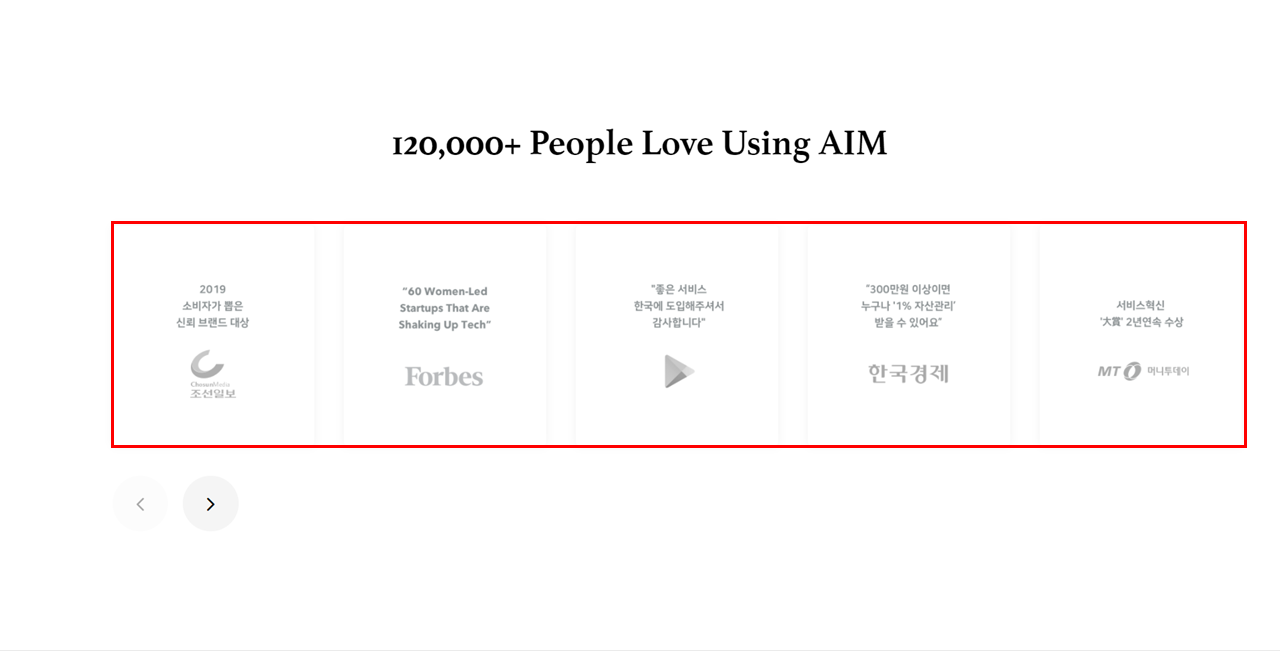 120,000+ People Love Using AIM
2019
소비자가 뽑은
신뢰 브랜드 대상
ChosunMedia
조선일보
“60 Women-Led
Startups That Are
Shaking Up Tech”
Forbes
"좋은 서비스
한국에 도입해주셔서
감사합니다"
“300만원 이상이면
누구나 '1% 자산관리'
받을 수 있어요”
한국경제
서비스혁신
'大賞' 2년연속 수상
MT 머니투데이